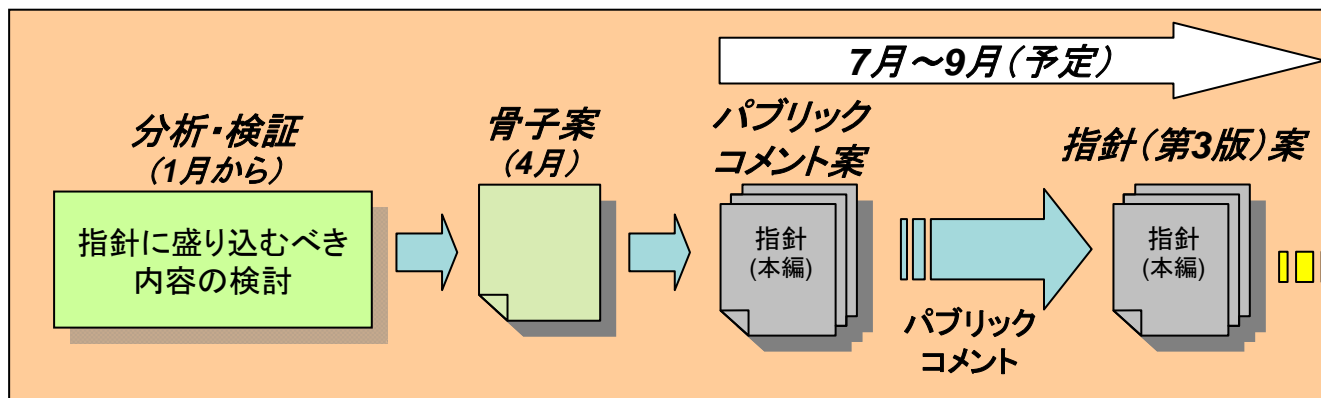 7月～9月（予定）
分析・検証
（1月から）
指針に盛り込むべき
内容の検討
骨子案
（4月）
パブリック
コメント案
指針
(本編)
パブリック
コメント
指針（第3版）案
指針
(本編)